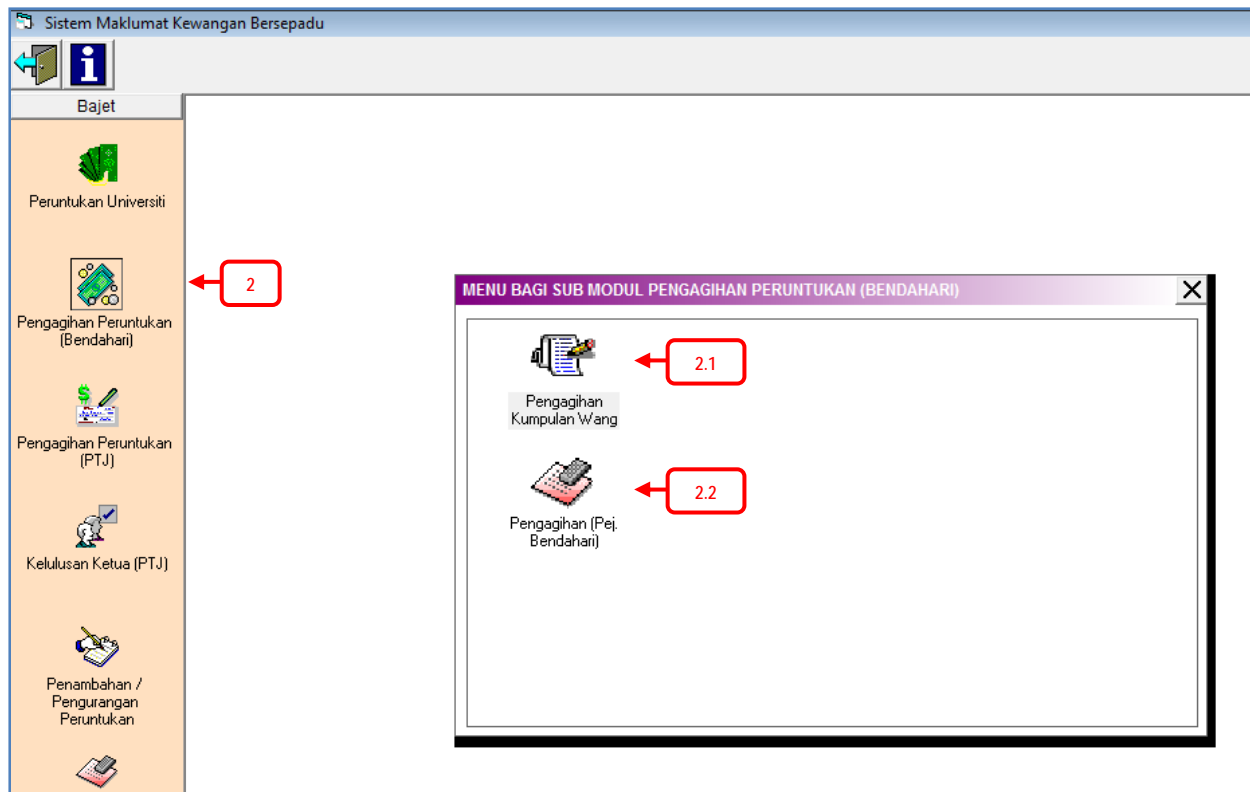 Sistem Maklumat Kewangan Bersepadu
i
Bajet
Peruntukan Universiti
Pengagihan Peruntukan
(Bendahari)
2
Pengagihan Peruntukan
(PTJ)
Kelulusan Ketua (PTJ)
Penambahan /
Pengurangan
Peruntukan
MENU BAGI SUB MODUL PENGAGIHAN PERUNTUKAN (BENDAHARI)
2.1
Pengagihan
Kumpulan Wang
2.2
Pengagihan (Pej.
Bendahari)